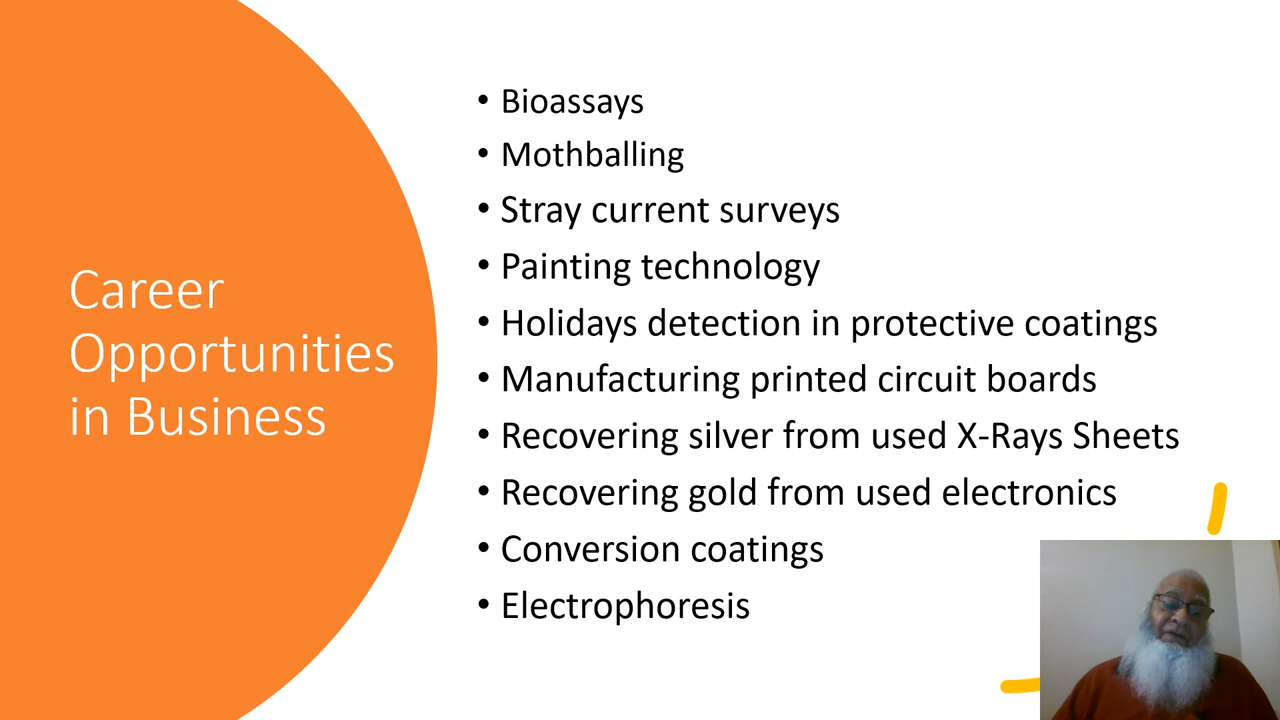 Career
Opportunities
in Business
• Bioassays
• Mothballing
• Stray current surveys
• Painting technology
• Holidays detection in protective coatings
• Manufacturing printed circuit boards
• Recovering silver from used X-Rays Sheets
• Recovering gold from used electronics
• Conversion coatings
• Electrophoresis